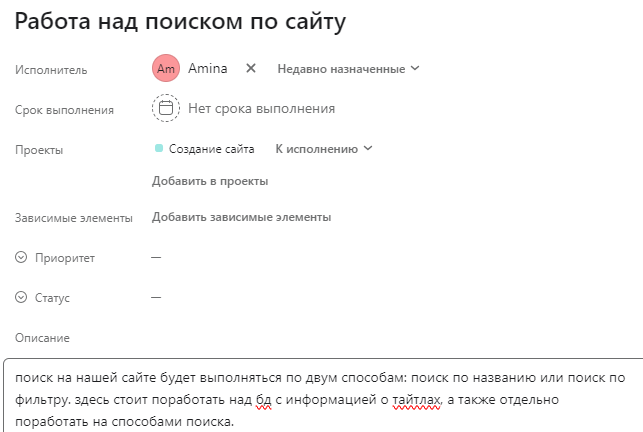 Работа над поиском по сайту
Исполнитель Am Amina Недавно назначенные
Срок выполнения Нет срока выполнения
Проекты Создание сайта К исполнению
Добавить в проекты
Зависимые элементы Добавить зависимые элементы
Приоритет —
Статус —
Описание
поиск на нашей сайте будет выполняться по двум способам: поиск по названию или поиск по
фильтру. здесь стоит поработать над бд с информацией о тайтлах, а также отдельно
поработать на способами поиска.